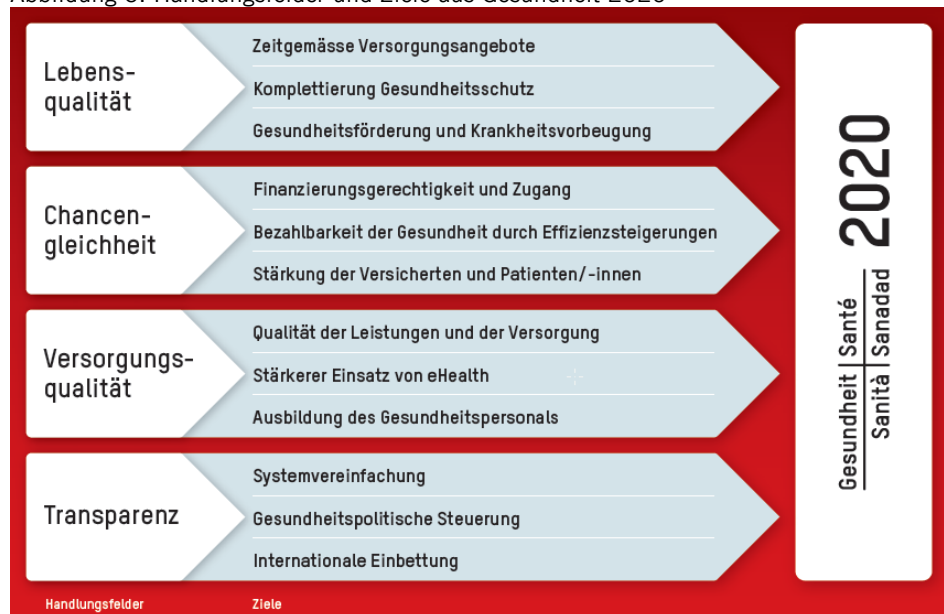 Abbildung 3: Handlungsfelder und Ziele aus Gesundheit 2020
Lebens-
qualität
Zeitgemässe Versorgungsangebote
Komplettierung Gesundheitsschutz
Gesundheitsförderung und Krankheitsvorbeugung
Chancen-
gleichheit
Finanzierungsgerechtigkeit und Zugang
Bezahlbarkeit der Gesundheit durch Effizienzsteigerungen
Stärkung der Versicherten und Patienten/-innen
Versorgungs-
qualität
Qualität der Leistungen und der Versorgung
Stärkerer Einsatz von eHealth
Ausbildung des Gesundheitspersonals
Transparenz
Systemvereinfachung
Gesundheitspolitische Steuerung
Internationale Einbettung
Gesundheit | Santé
Sanità | Sanadad
2020
Handlungsfelder
Ziele